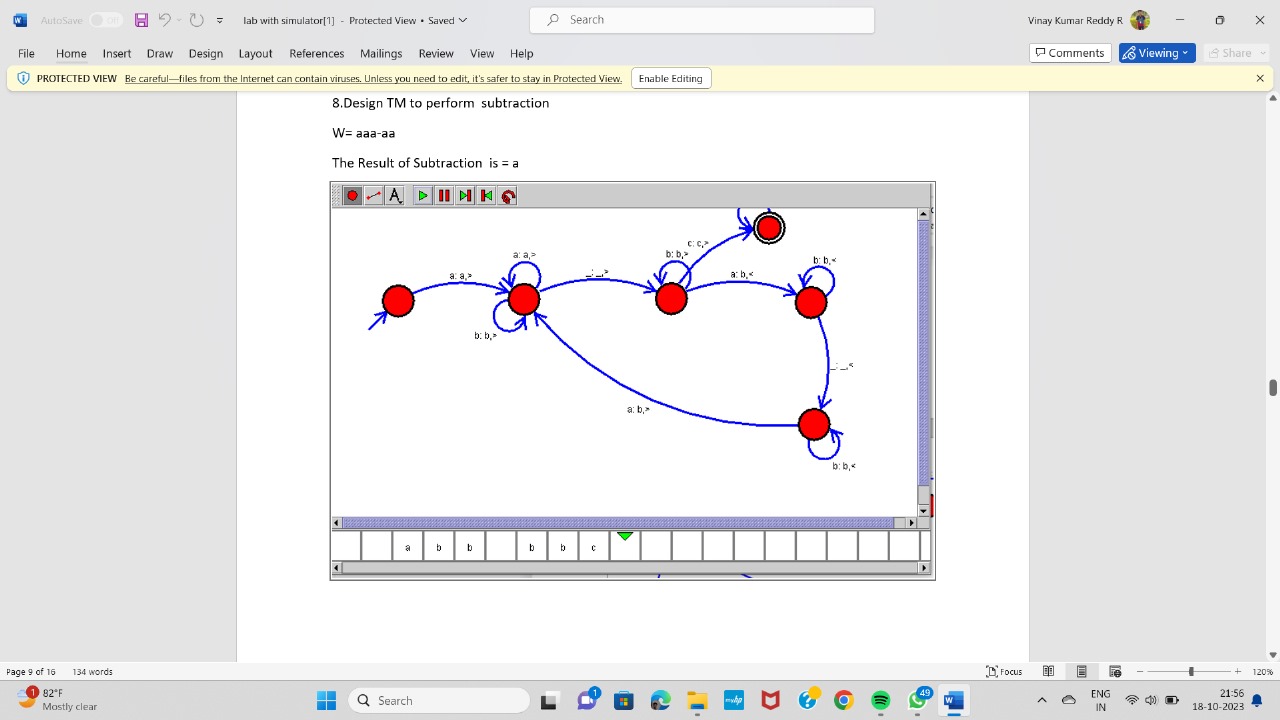 AutoSave Off lab with simulator[1] - Protected View • Saved Search Vinay Kumar Reddy R
File Home Insert Draw Design Layout References Mailings Review View Help Comments Viewing Share
PROTECTED VIEW Be careful—files from the Internet can contain viruses. Unless you need to edit, it's safer to stay in Protected View. Enable Editing
8.Design TM to perform subtraction
W= aaa-aa
The Result of Subtraction is = a
A
c: c,>
a: a,> b: b,> b: b,<
a: a,> _: _,> a: b,<
b: b,>
_: _,<
a: b,>
b: b,<
a b b b b c
Page 9 of 16 134 words Focus 120%
1 82°F Mostly clear Search 1 49 ENG IN 21:56 18-10-2023